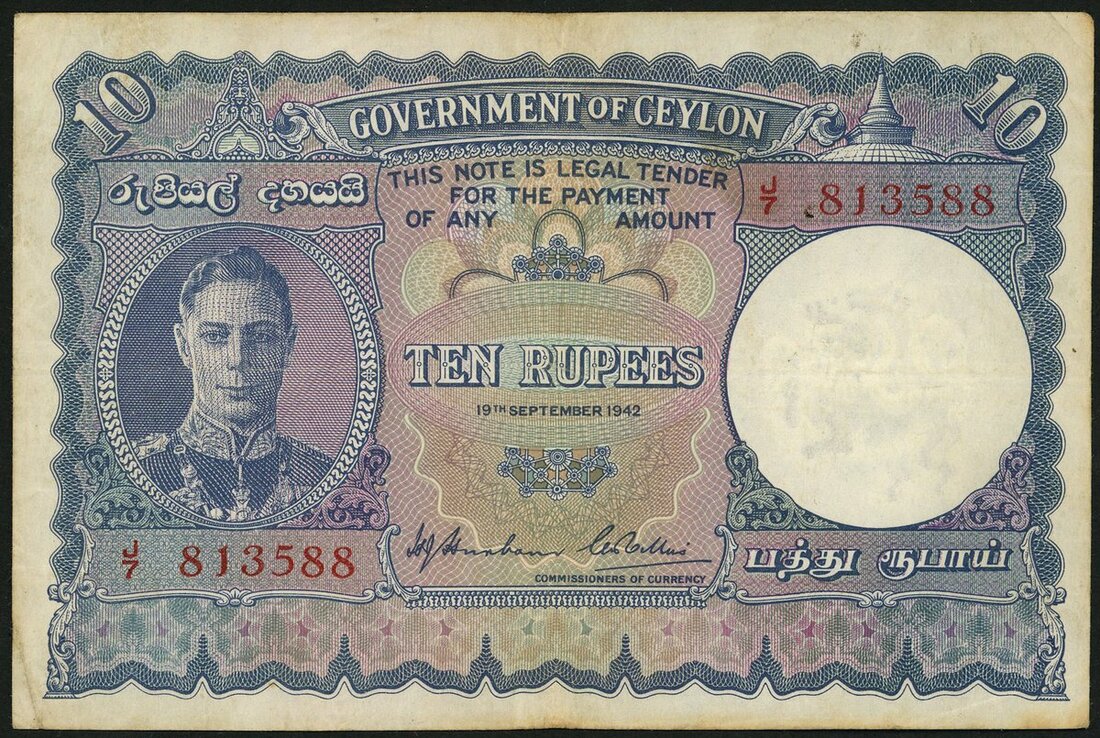 10
10
GOVERNMENT OF CEYLON
රුපියල් දහයයි
THIS NOTE IS LEGAL TENDER
FOR THE PAYMENT
OF ANY AMOUNT
J/7 813588
TEN RUPEES
19TH SEPTEMBER 1942
J/7 813588
COMMISSIONERS OF CURRENCY
பத்து ரூபாய்